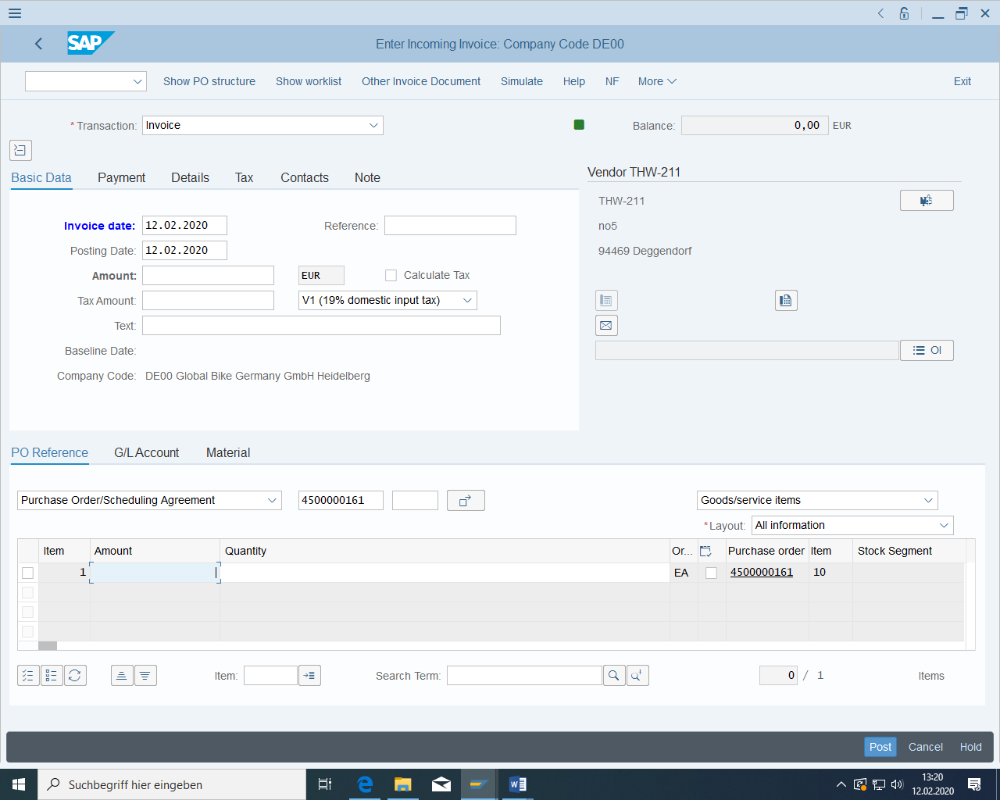 SAP
Enter Incoming Invoice: Company Code DE00
Show PO structure Show worklist Other Invoice Document Simulate Help NF More Exit
* Transaction: Invoice Balance: 0,00 EUR
Basic Data Payment Details Tax Contacts Note
Vendor THW-211
THW-211
no5
94469 Deggendorf
Invoice date: 12.02.2020 Reference:
Posting Date: 12.02.2020
Amount: EUR Calculate Tax
Tax Amount: V1 (19% domestic input tax)
Text:
Baseline Date:
OI
Company Code: DE00 Global Bike Germany GmbH Heidelberg
PO Reference G/L Account Material
Purchase Order/Scheduling Agreement 4500000161 Goods/service items
*Layout: All information
Item Amount Quantity Or... Purchase order Item Stock Segment
1 EA 4500000161 10
Item: Search Term: 0 / 1 Items
Post Cancel Hold
Suchbegriff hier eingeben
13:20
12.02.2020